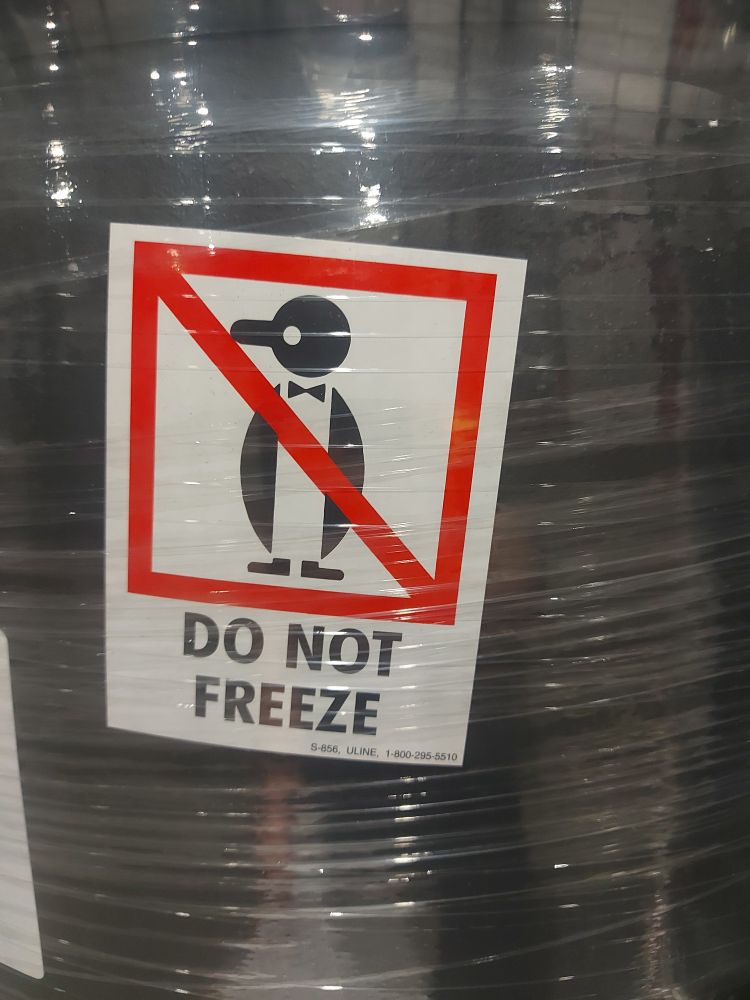 DO NOT
FREEZE
S-856, ULINE, 1-800-295-5510